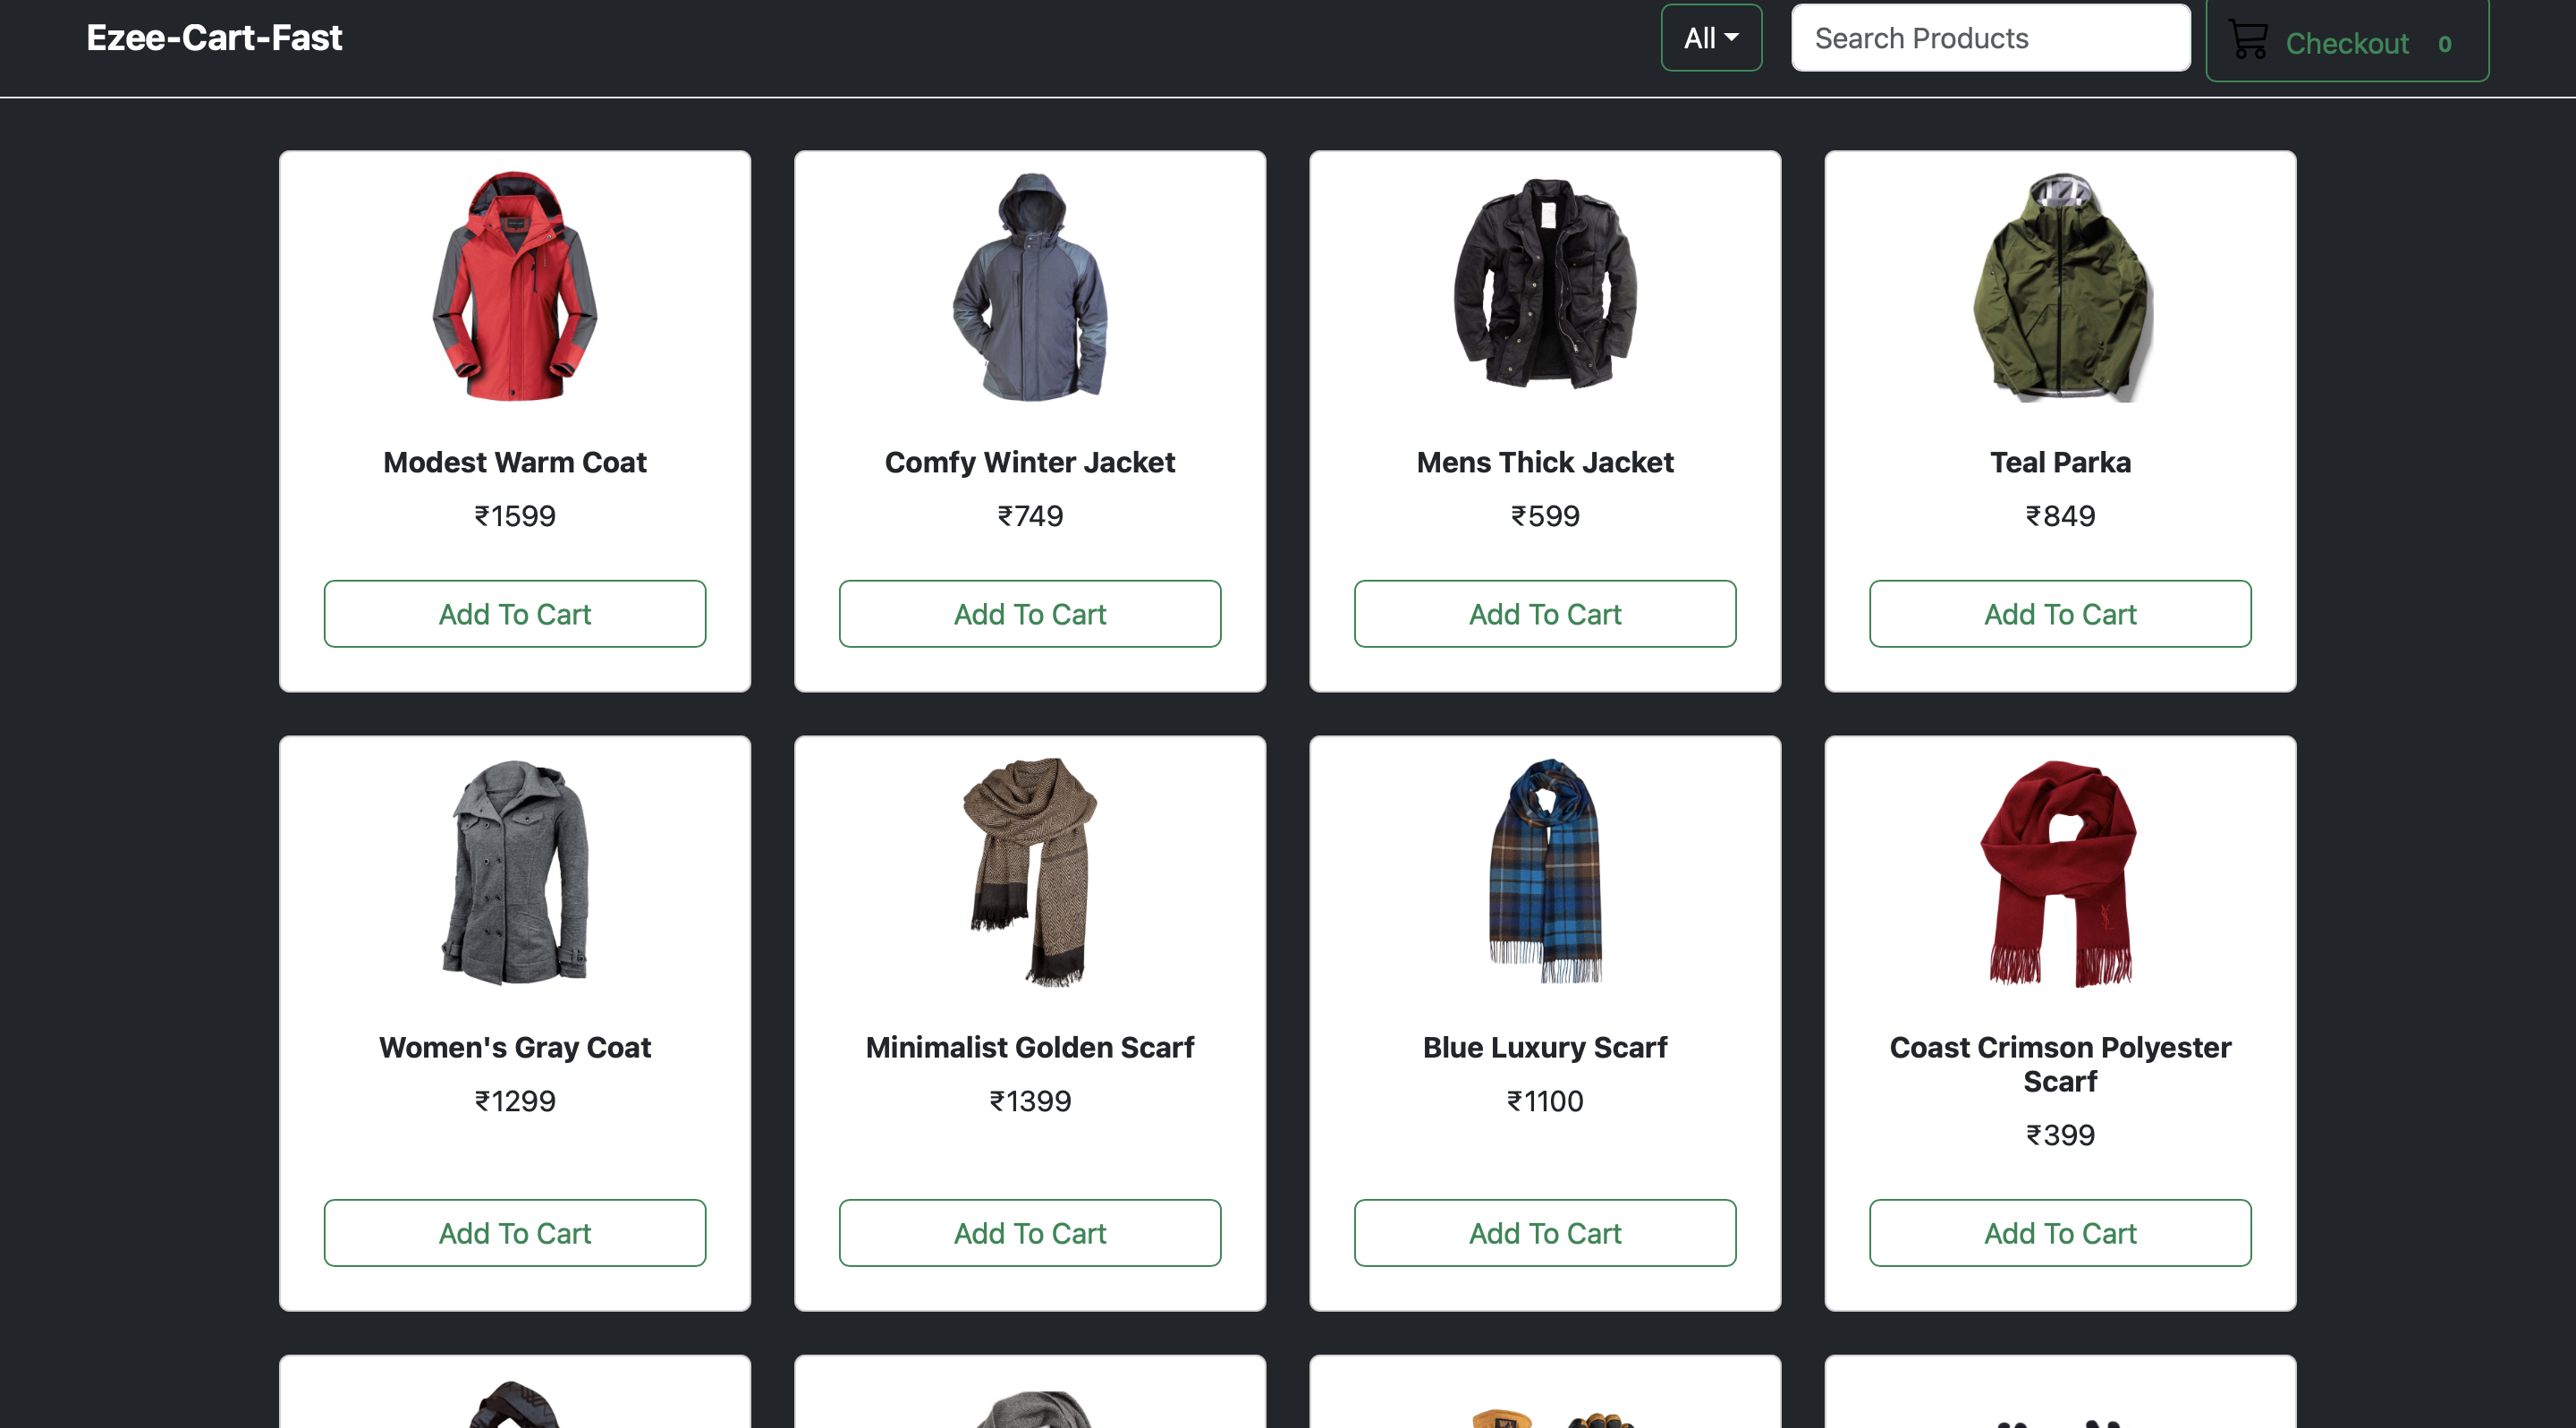 Ezee-Cart-Fast
All
Search Products
Checkout 0
Modest Warm Coat
₹1599
Add To Cart
Comfy Winter Jacket
₹749
Add To Cart
Mens Thick Jacket
₹599
Add To Cart
Teal Parka
₹849
Add To Cart
Women's Gray Coat
₹1299
Add To Cart
Minimalist Golden Scarf
₹1399
Add To Cart
Blue Luxury Scarf
₹1100
Add To Cart
Coast Crimson Polyester
Scarf
₹399
Add To Cart